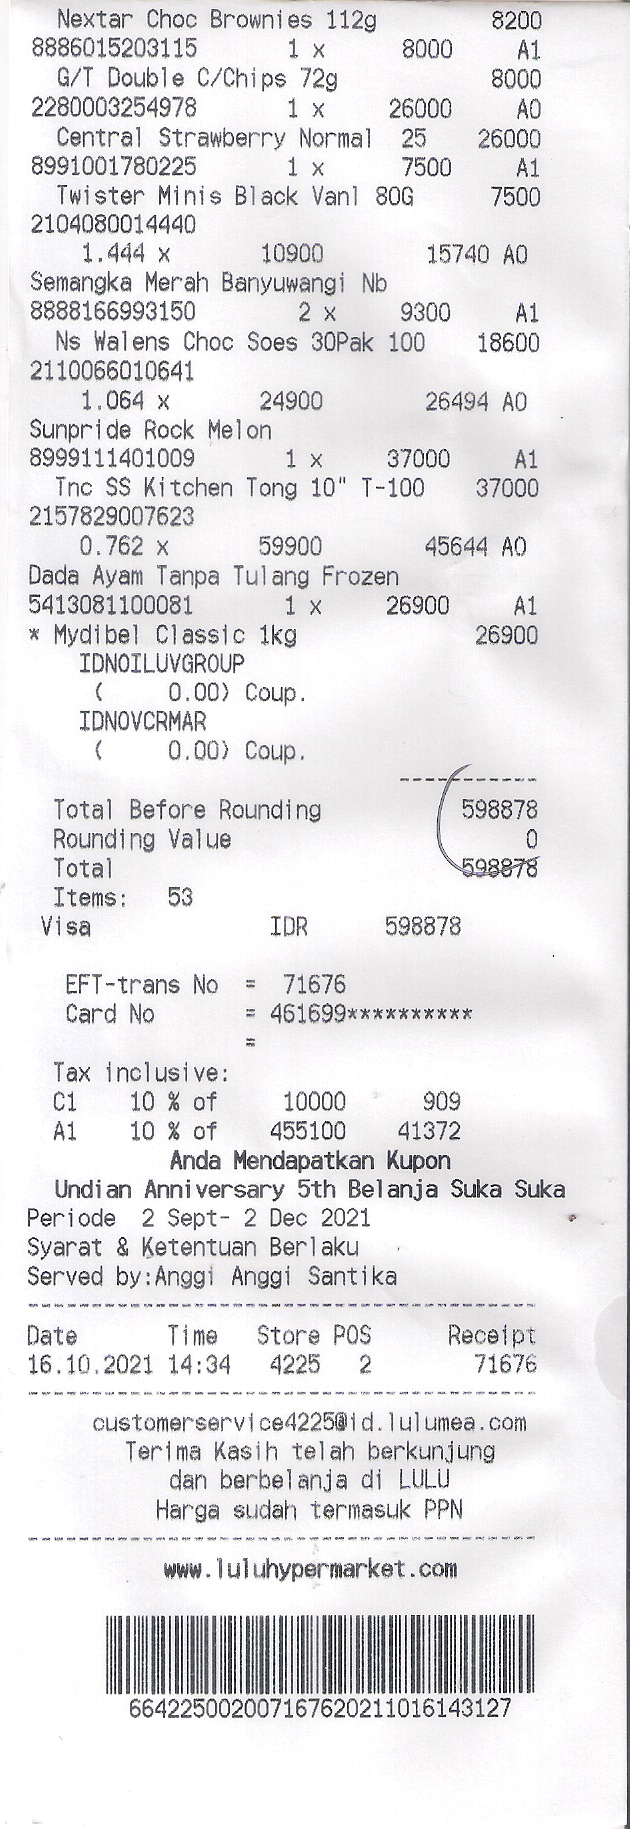 Nextar Choc Brownies 112g 8200
8886015203115 1 x 8000 A1
G/T Double C/Chips 72g 8000
2280003254978 1 x 26000 A0
Central Strawberry Normal 25 26000
8991001780225 1 x 7500 A1
Twister Minis Black Vanl 80G 7500
2104080014440
1.444 x 10900 15740 A0
Semangka Merah Banyuwangi Nb
8888166993150 2 x 9300 A1
Ns Walens Choc Soes 30Pak 100 18600
2110066010641
1.064 x 24900 26494 A0
Sunpride Rock Melon
8999111401009 1 x 37000 A1
Tnc SS Kitchen Tong 10" T-100 37000
2157829007623
0.762 x 59900 45644 A0
Dada Ayam Tanpa Tulang Frozen
5413081100081 1 x 26900 A1
* Mydibel Classic 1kg 26900
IDNOILUVGROUP
( 0.00) Coup.
IDNOVCRMAR
( 0.00) Coup.
----------
Total Before Rounding 598878
Rounding Value 0
Total 598878
Items: 53
Visa IDR 598878
EFT-trans No = 71676
Card No = 461699**********
=
Tax inclusive:
C1 10 % of 10000 909
A1 10 % of 455100 41372
Anda Mendapatkan Kupon
Undian Anniversary 5th Belanja Suka Suka
Periode 2 Sept- 2 Dec 2021
Syarat & Ketentuan Berlaku
Served by:Anggi Anggi Santika
Date Time Store POS Receipt
16.10.2021 14:34 4225 2 71676
customerservice4225@id.lulumea.com
Terima Kasih telah berkunjung
dan berbelanja di LULU
Harga sudah termasuk PPN
www.luluhypermarket.com
664225002007167620211016143127